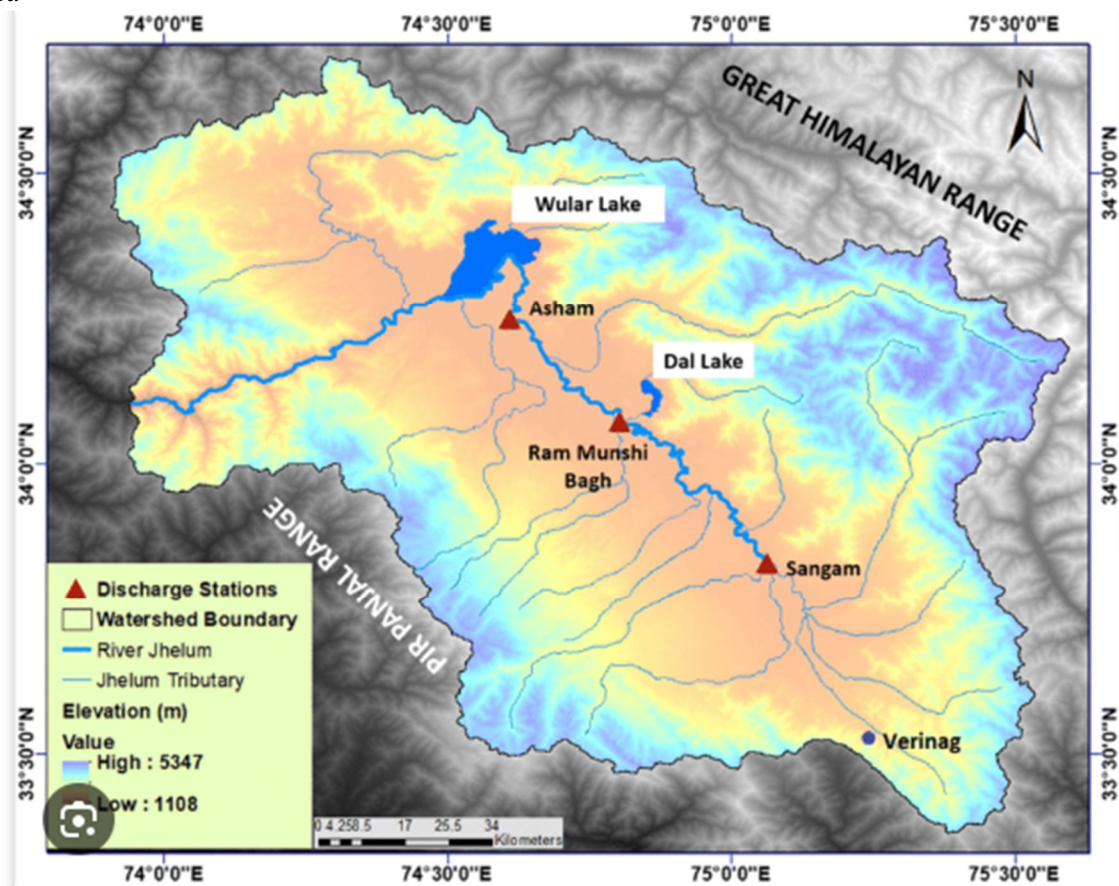 74°0'0"E 74°30'0"E 75°0'0"E 75°30'0"E
GREAT HIMALAYAN RANGE
N
34°30'0"N 34°30'0"N
Wular Lake
Asham
Dal Lake
Ram Munshi
Bagh
34°0'0"N 34°0'0"N
PIR PANJAL RANGE
Sangam
Discharge Stations
Watershed Boundary
River Jhelum
Jhelum Tributary
Elevation (m)
Value
High : 5347
Low : 1108
Verinag
33°30'0"N 33°30'0"N
0 4.25 8.5 17 25.5 34
Kilometers
74°0'0"E 74°30'0"E 75°0'0"E 75°30'0"E